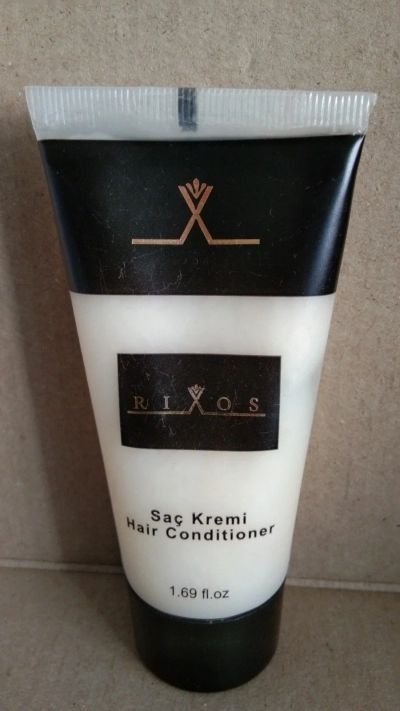 RIXOS
Saç Kremi
Hair Conditioner
1.69 fl.oz